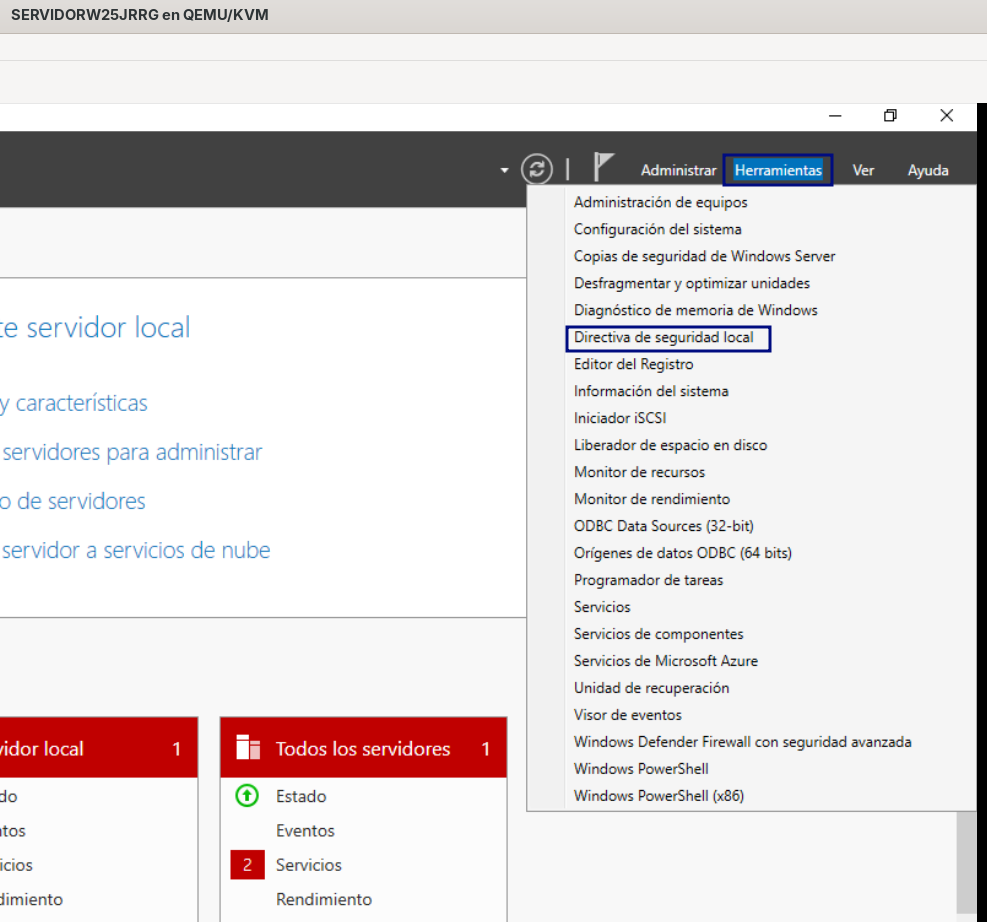 SERVIDORW25JRRG en QEMU/KVM
Administrar Herramientas Ver Ayuda
Administración de equipos
Configuración del sistema
Copias de seguridad de Windows Server
Desfragmentar y optimizar unidades
Diagnóstico de memoria de Windows
Directiva de seguridad local
Editor del Registro
Información del sistema
Iniciador iSCSI
Liberador de espacio en disco
Monitor de recursos
Monitor de rendimiento
ODBC Data Sources (32-bit)
Orígenes de datos ODBC (64 bits)
Programador de tareas
Servicios
Servicios de componentes
Servicios de Microsoft Azure
Unidad de recuperación
Visor de eventos
Windows Defender Firewall con seguridad avanzada
Windows PowerShell
Windows PowerShell (x86)
servidor local
y características
servidores para administrar
o de servidores
servidor a servicios de nube
vidor local 1
do
tos
icios
dimiento
Todos los servidores 1
Estado
Eventos
2 Servicios
Rendimiento